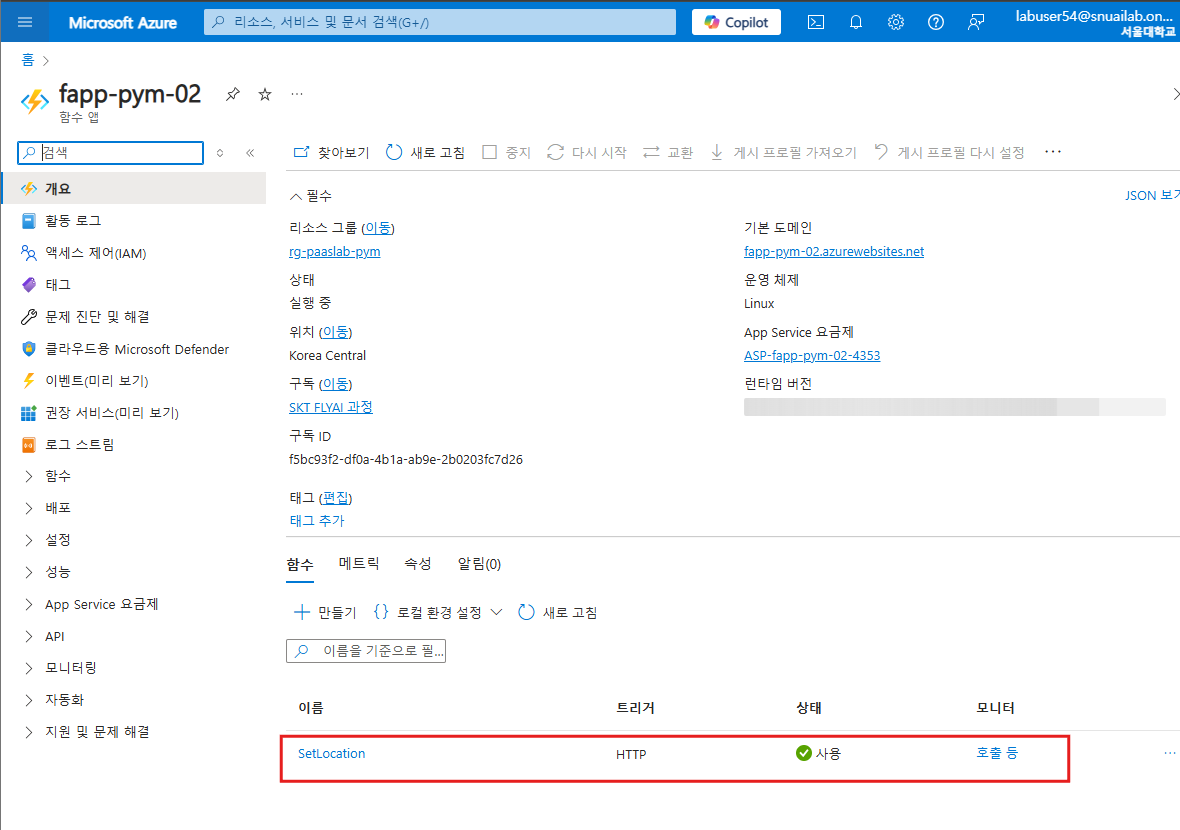 Microsoft Azure
리소스, 서비스 및 문서 검색(G+/)
Copilot
labuser54@snuailab.on...
서울대학교
홈
fapp-pym-02
함수 앱
검색
개요
활동 로그
액세스 제어(IAM)
태그
문제 진단 및 해결
클라우드용 Microsoft Defender
이벤트(미리 보기)
권장 서비스(미리 보기)
로그 스트림
함수
배포
설정
성능
App Service 요금제
API
모니터링
자동화
지원 및 문제 해결
찾아보기 새로 고침 중지 다시 시작 교환 게시 프로필 가져오기 게시 프로필 다시 설정 ...
필수
JSON 보기
리소스 그룹 (이동)
rg-paaslab-pym
상태
실행 중
위치 (이동)
Korea Central
구독 (이동)
SKT FLYAI 과정
구독 ID
f5bc93f2-df0a-4b1a-ab9e-2b0203fc7d26
태그 (편집)
태그 추가
기본 도메인
fapp-pym-02.azurewebsites.net
운영 체제
Linux
App Service 요금제
ASP-fapp-pym-02-4353
런타임 버전
함수 메트릭 속성 알림(0)
만들기 {} 로컬 환경 설정 새로 고침
이름을 기준으로 필...
이름 트리거 상태 모니터
SetLocation HTTP 사용 호출 등 ...